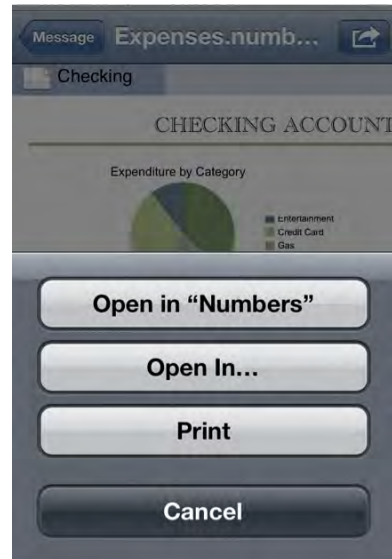 Message Expenses.numb...
Checking
CHECKING ACCOUNT
Expenditure by Category
Entertainment
Credit Card
Gas
Open in “Numbers”
Open In...
Print
Cancel